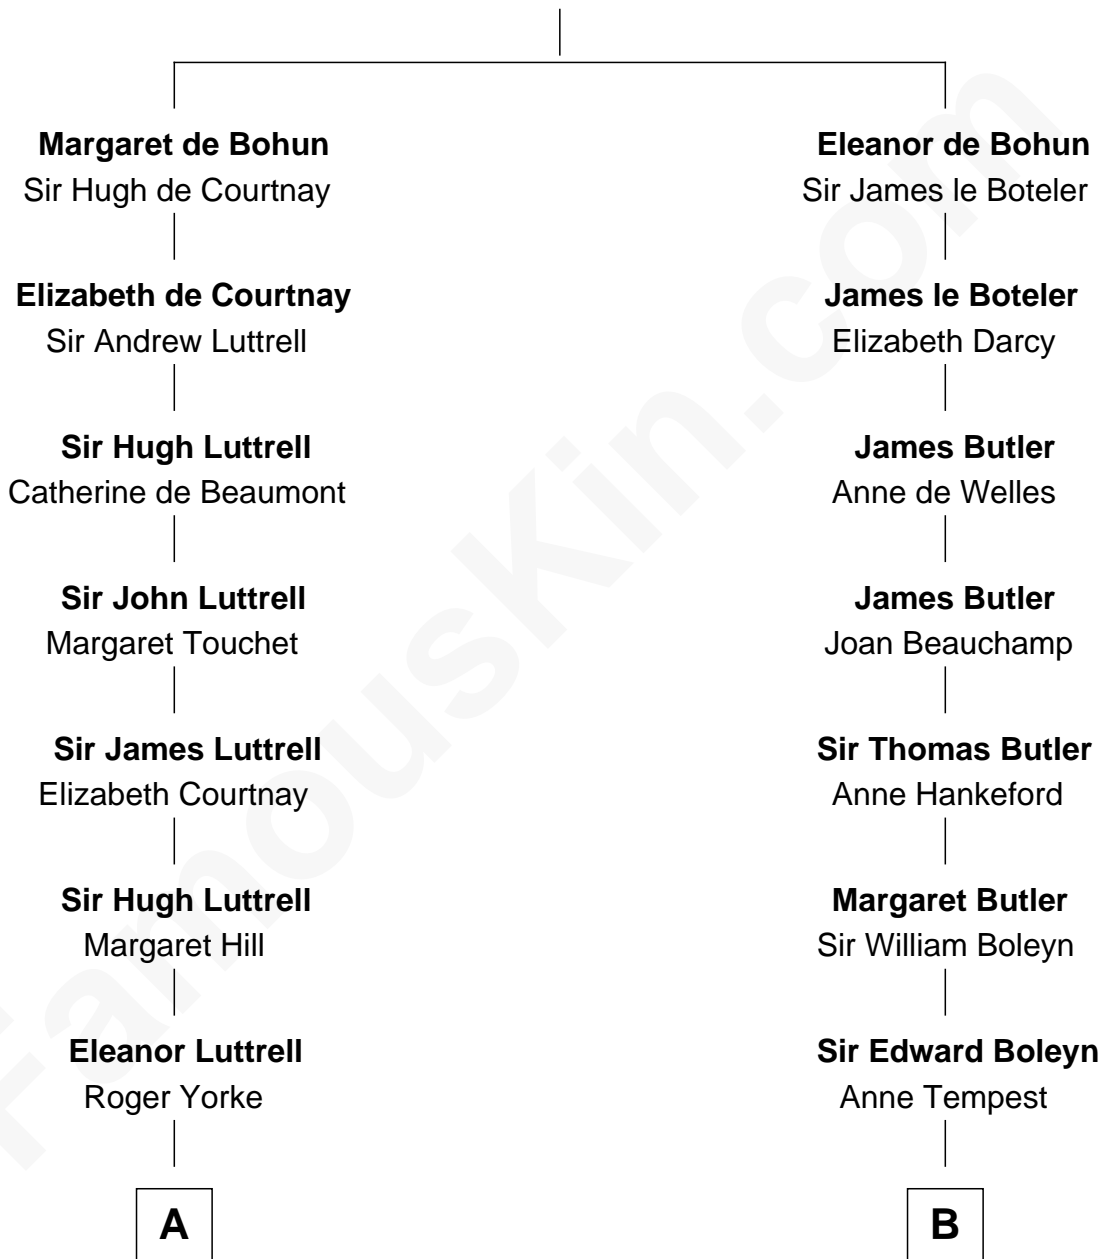 Margaret de Bohun
Sir Hugh de Courtnay
Elizabeth de Courtnay
Sir Andrew Luttrell
Sir Hugh Luttrell
Catherine de Beaumont
Sir John Luttrell
Margaret Touchet
Sir James Luttrell
Elizabeth Courtnay
Sir Hugh Luttrell
Margaret Hill
Eleanor Luttrell
Roger Yorke
A
Eleanor de Bohun
Sir James le Boteler
James le Boteler
Elizabeth Darcy
James Butler
Anne de Welles
James Butler
Joan Beauchamp
Sir Thomas Butler
Anne Hankeford
Margaret Butler
Sir William Boleyn
Sir Edward Boleyn
Anne Tempest
B
FamousKin.com